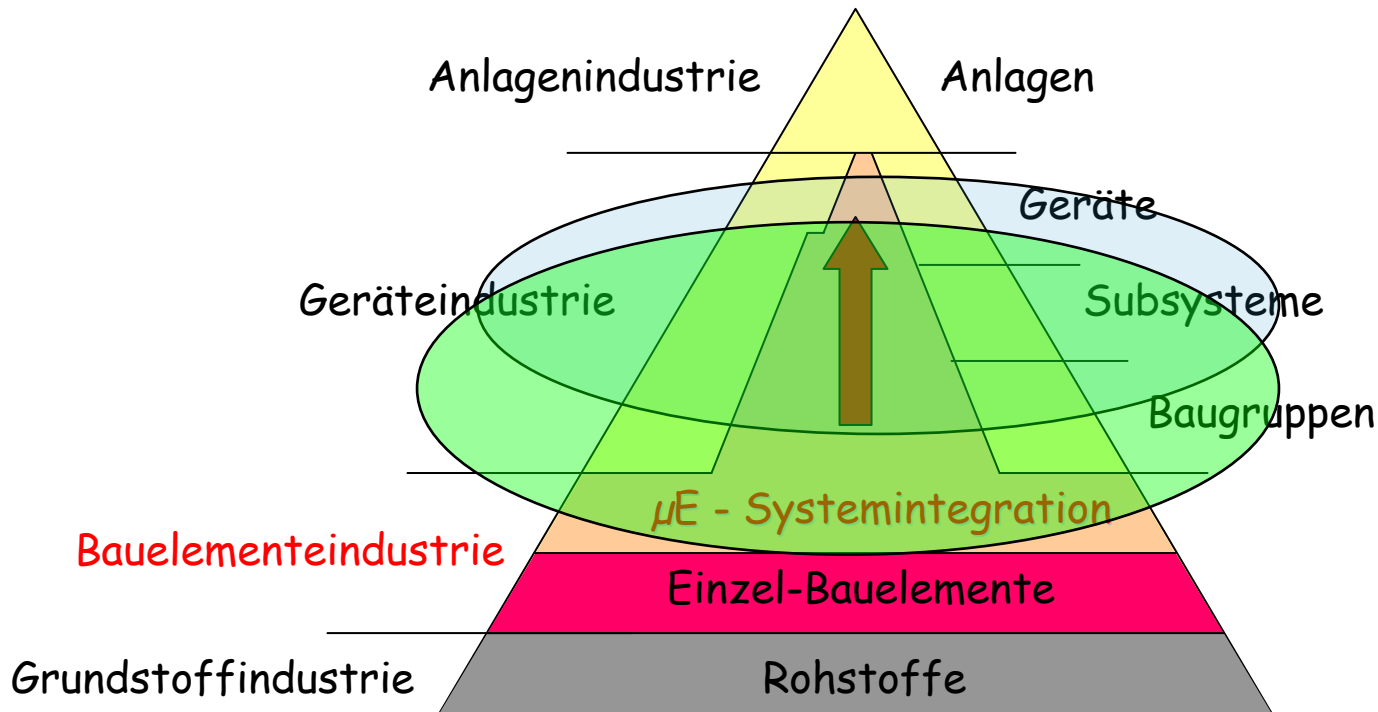 Anlagenindustrie
Anlagen
Geräte
Geräteindustrie
Subsysteme
Baugruppen
µE - Systemintegration
Bauelementeindustrie
Einzel-Bauelemente
Grundstoffindustrie
Rohstoffe